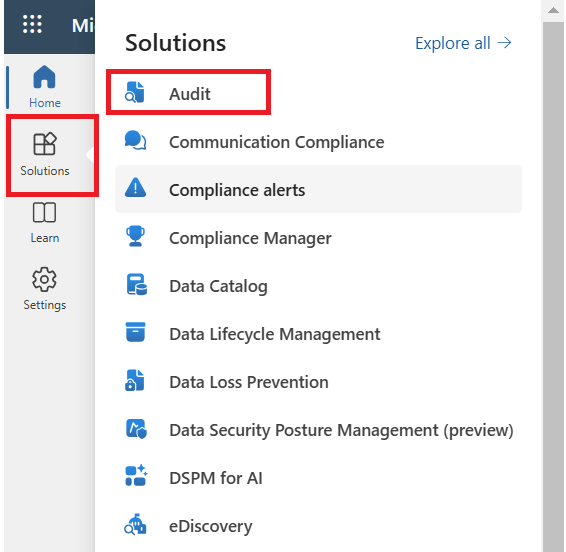 Mi
Home
Solutions
Learn
Settings
Solutions
Explore all →
Audit
Communication Compliance
Compliance alerts
Compliance Manager
Data Catalog
Data Lifecycle Management
Data Loss Prevention
Data Security Posture Management (preview)
DSPM for AI
eDiscovery